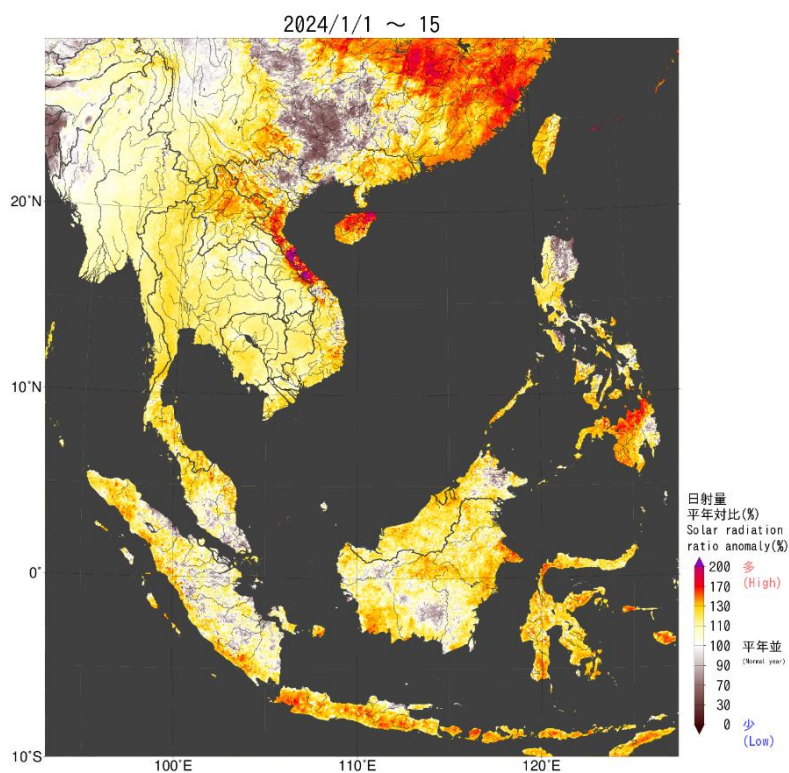 2024/1/1 ～ 15
20°N
10°N
0°
10°S
100°E
110°E
120°E
日射量
平年対比(%)
Solar radiation
ratio anomaly(%)
200 多
170 (High)
130
110
100 平年並
90 (Normal year)
70
30
0 少
(Low)